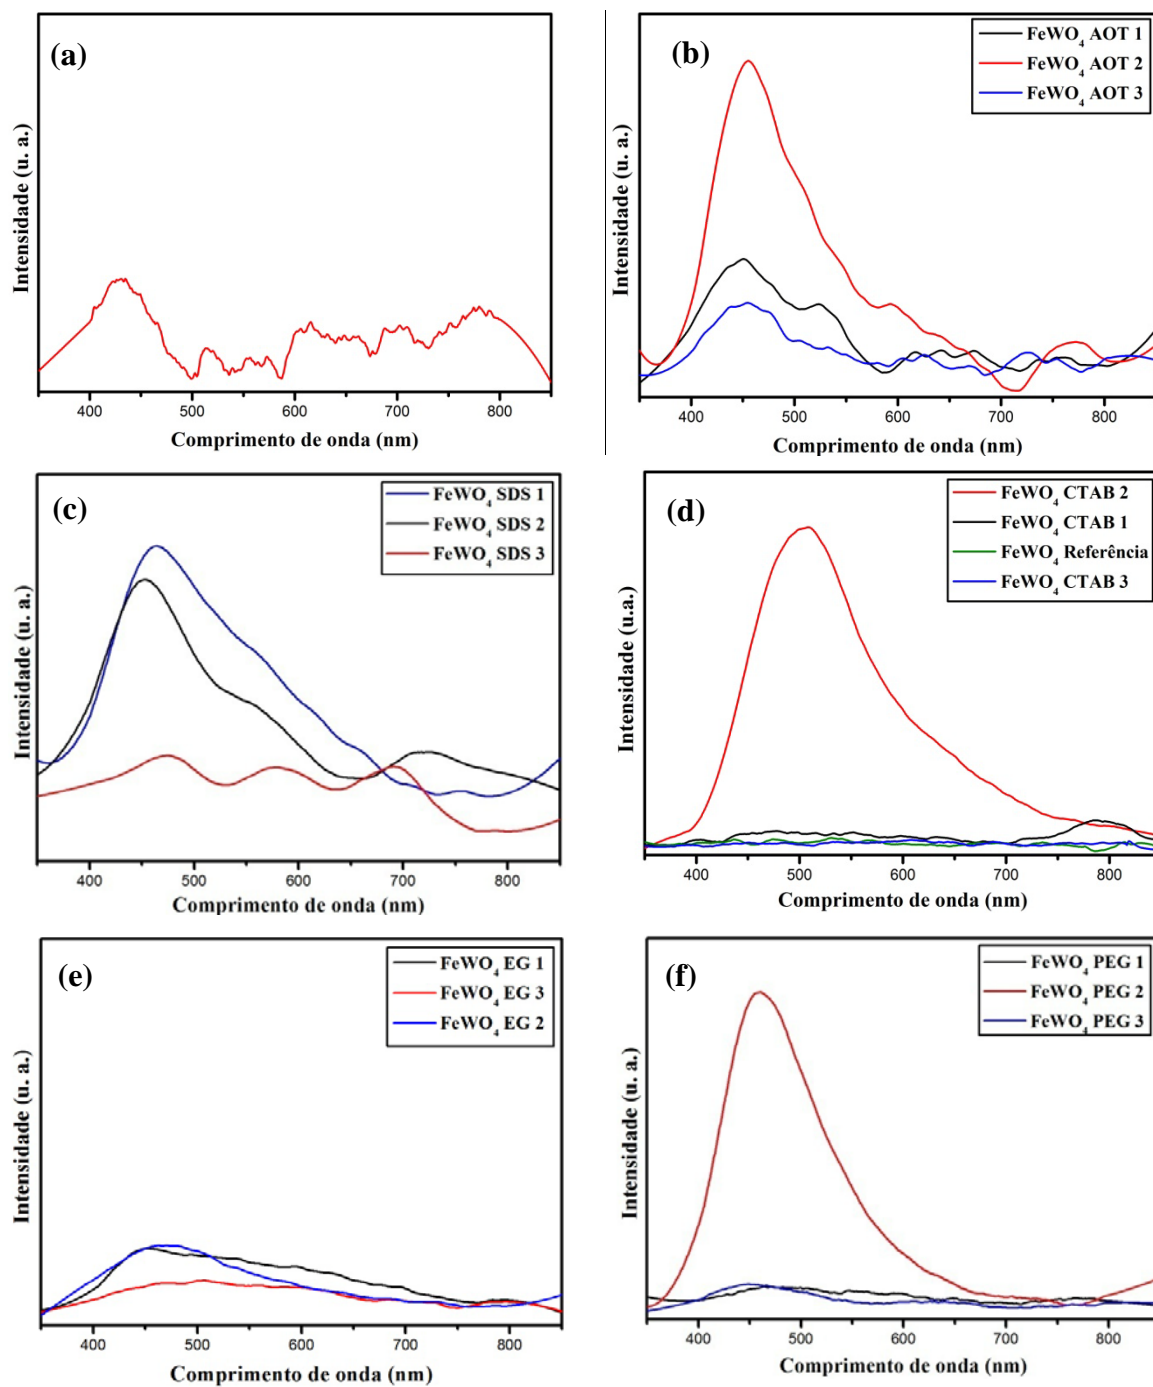 (a)
Intensidade (u. a.)
400 500 600 700 800
Comprimento de onda (nm)
(b)
FeWO4 AOT 1
FeWO4 AOT 2
FeWO4 AOT 3
Intensidade (u. a.)
400 500 600 700 800
Comprimento de onda (nm)
(c)
FeWO4 SDS 1
FeWO4 SDS 2
FeWO4 SDS 3
Intensidade (u. a.)
400 500 600 700 800
Comprimento de onda (nm)
(d)
FeWO4 CTAB 2
FeWO4 CTAB 1
FeWO4 Referência
FeWO4 CTAB 3
Intensidade (u.a.)
400 500 600 700 800
Comprimento de onda (nm)
(e)
FeWO4 EG 1
FeWO4 EG 3
FeWO4 EG 2
Intensidade (u. a.)
400 500 600 700 800
Comprimento de onda (nm)
(f)
FeWO4 PEG 1
FeWO4 PEG 2
FeWO4 PEG 3
Intensidade (u. a.)
400 500 600 700 800
Comprimento de onda (nm)